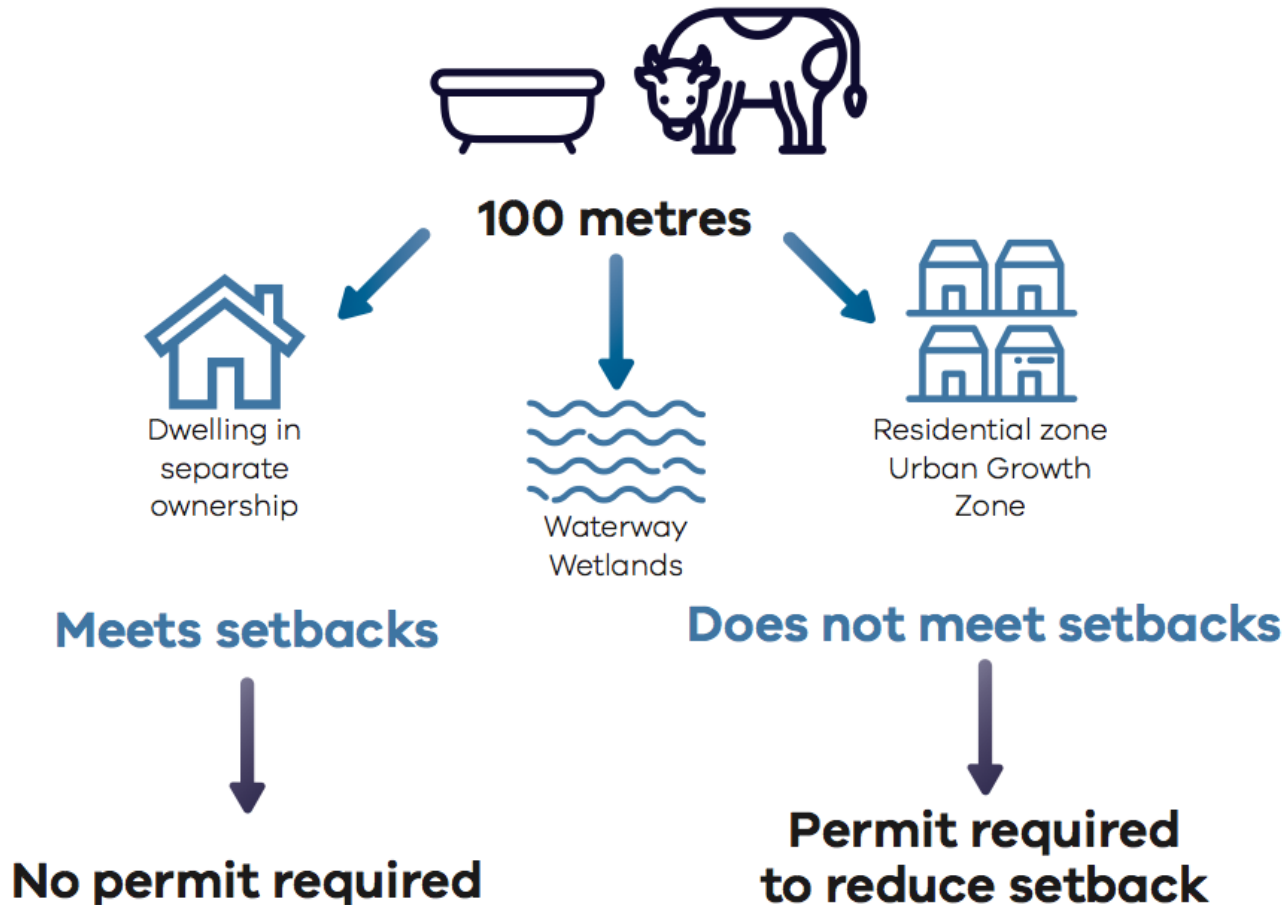 100 metres
Dwelling in
separate
ownership
Waterway
Wetlands
Residential zone
Urban Growth
Zone
Meets setbacks
Does not meet setbacks
No permit required
Permit required
to reduce setback